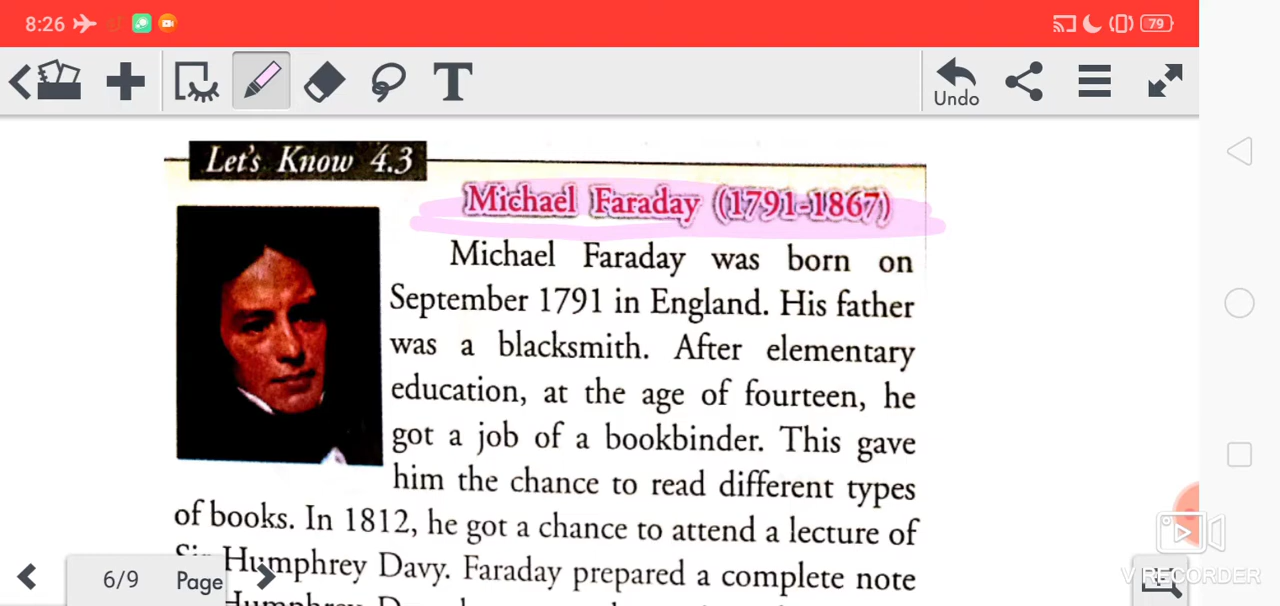 8:26
79
Undo
Let's Know 4.3
Michael Faraday (1791-1867)
Michael Faraday was born on
September 1791 in England. His father
was a blacksmith. After elementary
education, at the age of fourteen, he
got a job of a bookbinder. This gave
him the chance to read different types
of books. In 1812, he got a chance to attend a lecture of
Sir Humphrey Davy. Faraday prepared a complete note
Humphrey
6/9 Page
V RECORDER